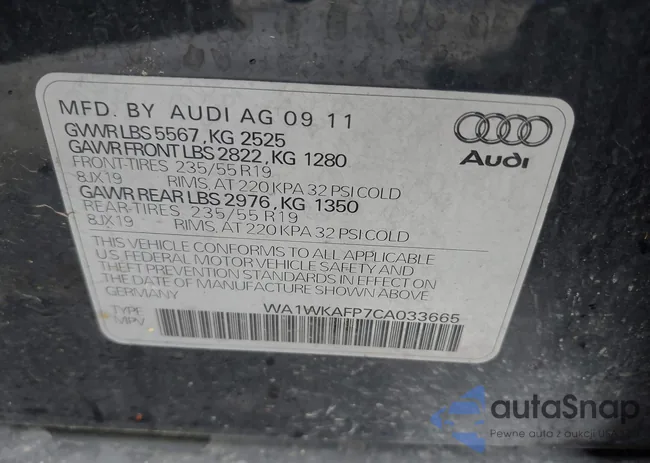 MFD. BY AUDI AG 09 11
GVWR LBS 5567, KG 2525
GAWR FRONT LBS 2822, KG 1280
FRONT-TIRES 235/55 R19
8JX19 RIMS, AT 220 KPA 32 PSI COLD
GAWR REAR LBS 2976, KG 1350
REAR-TIRES 235/55 R19
8JX19 RIMS, AT 220 KPA 32 PSI COLD
THIS VEHICLE CONFORMS TO ALL APPLICABLE
U.S. FEDERAL MOTOR VEHICLE SAFETY AND
THEFT PREVENTION STANDARDS IN EFFECT ON
THE DATE OF MANUFACTURE SHOWN ABOVE.
GERMANY
WA1WKAFP7CA033665
TYPE
MPV
Audi
autaSnap
Pewne auto z aukcji USA